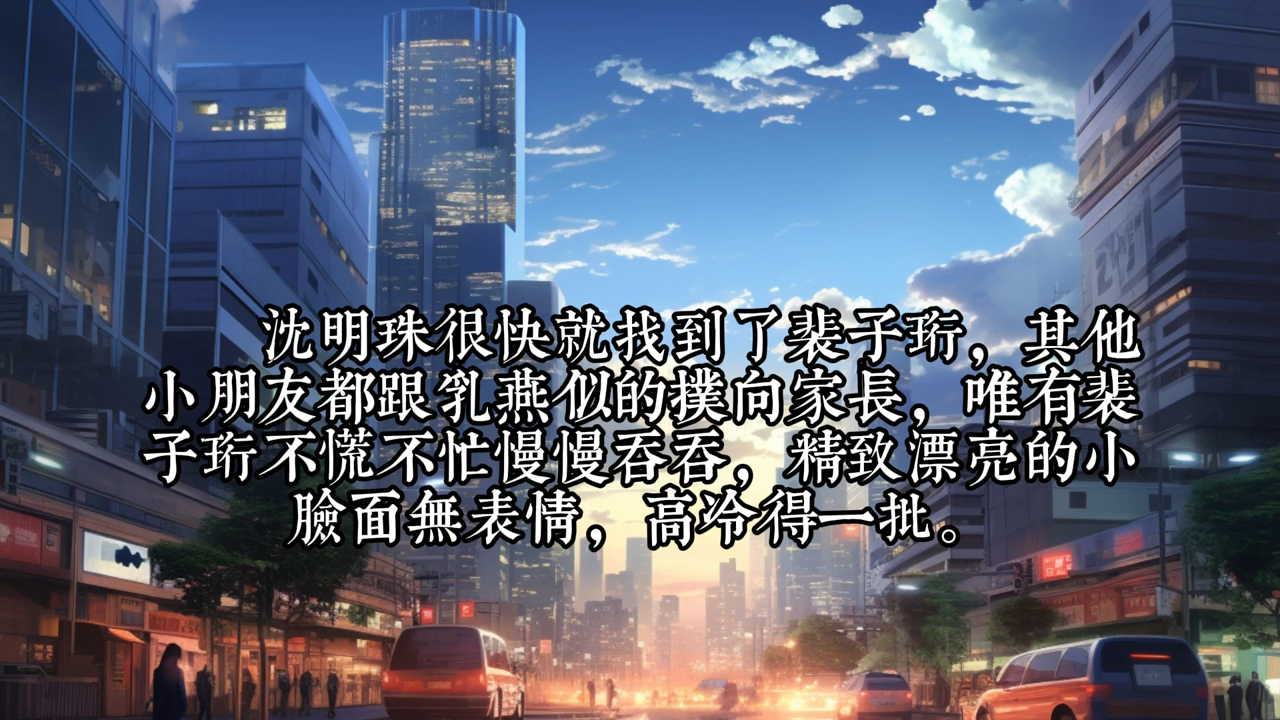 沈明珠很快就找到了裴子珩，其他
小朋友都跟乳燕似的撲向家長，唯有裴
子珩不慌不忙慢慢吞吞，精致漂亮的小
臉面無表情，高冷得一批。